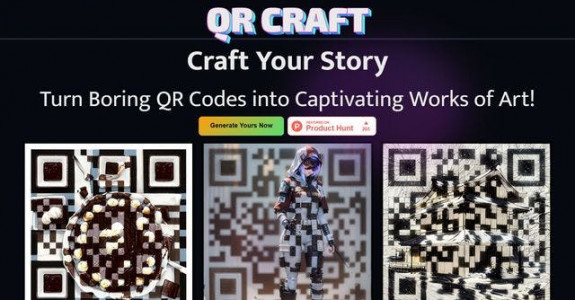 QR CRAFT
Craft Your Story
Turn Boring QR Codes into Captivating Works of Art!
Generate Yours Now
FEATURED ON
Product Hunt